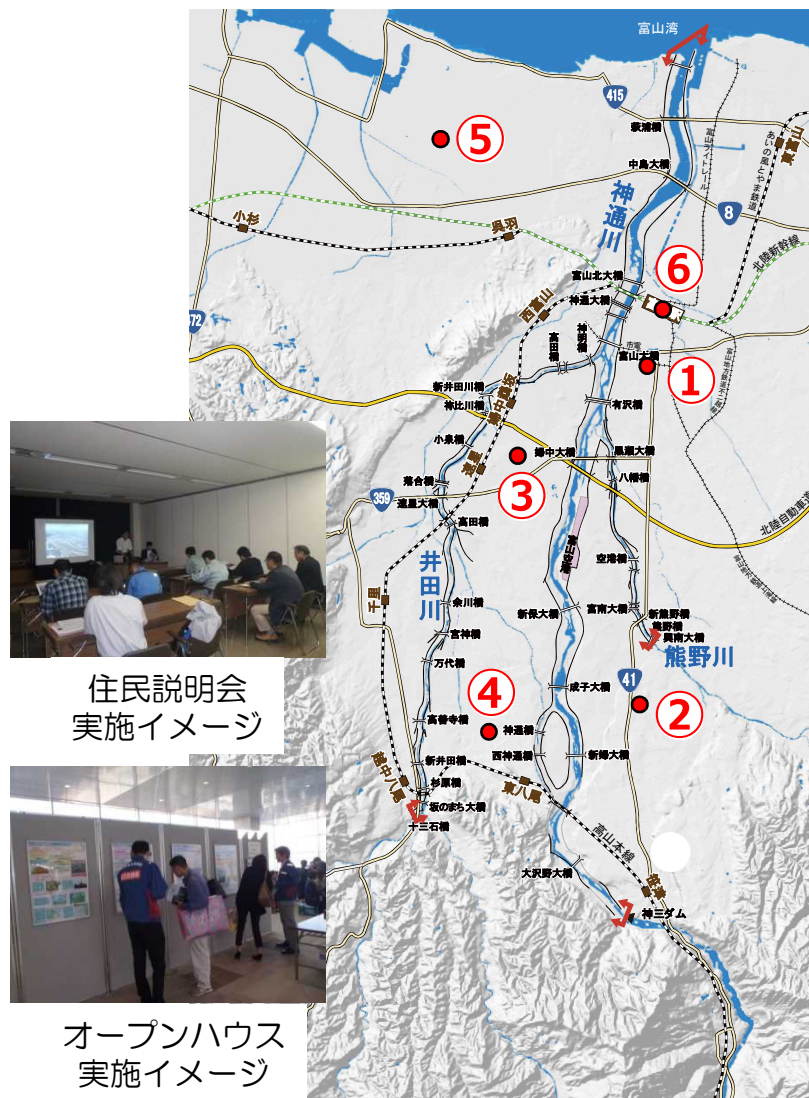 富山湾
415
萩浦橋
富山ライトレール
あいの風とやま鉄道
東富山
⑤
中島大橋
神通川
8
小杉
呉羽
北陸新幹線
⑥
富山北大橋
西富山
神通大橋
472
高田橋
神明橋
市電
富山大橋
①
新井田川橋
婦中鵜坂
有沢橋
小泉橋
速星
婦中大橋
黒瀬大橋
③
八幡橋
落合橋
359
速星大橋
高田橋
北陸自動車道
富山空港
空港橋
井田川
千里
余川橋
新保大橋
富南大橋
新熊野橋
熊野橋
興南大橋
宮神橋
熊野川
万代橋
41
成子大橋
④
②
高善寺橋
神通橋
西神通橋
新婦大橋
新井田橋
越中八尾
杉原橋
東八尾
坂のまち大橋
十三石橋
高山本線
大沢野大橋
笹津
神三ダム
住民説明会
実施イメージ
オープンハウス
実施イメージ